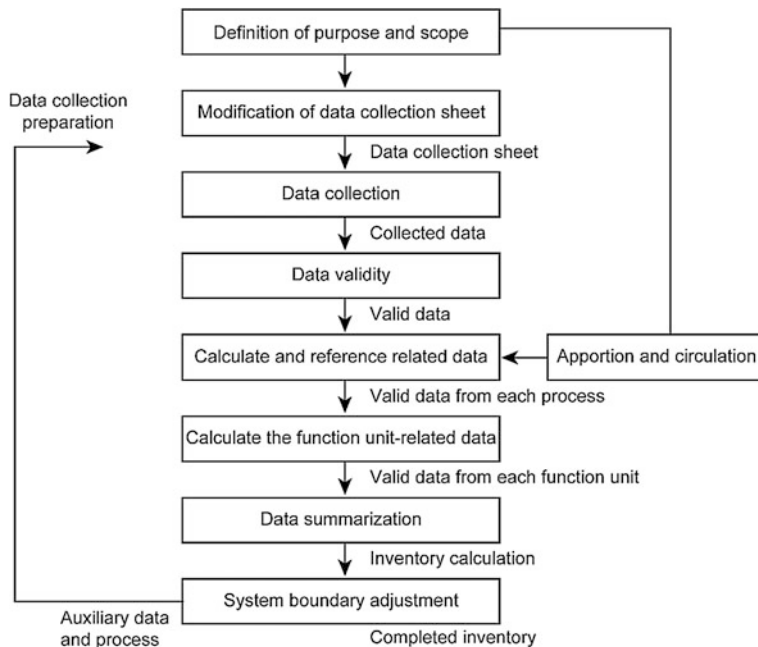 Definition of purpose and scope
Data collection
preparation
Modification of data collection sheet
Data collection sheet
Data collection
Collected data
Data validity
Valid data
Calculate and reference related data
Apportion and circulation
Valid data from each process
Calculate the function unit-related data
Valid data from each function unit
Data summarization
Inventory calculation
System boundary adjustment
Auxiliary data
and process
Completed inventory